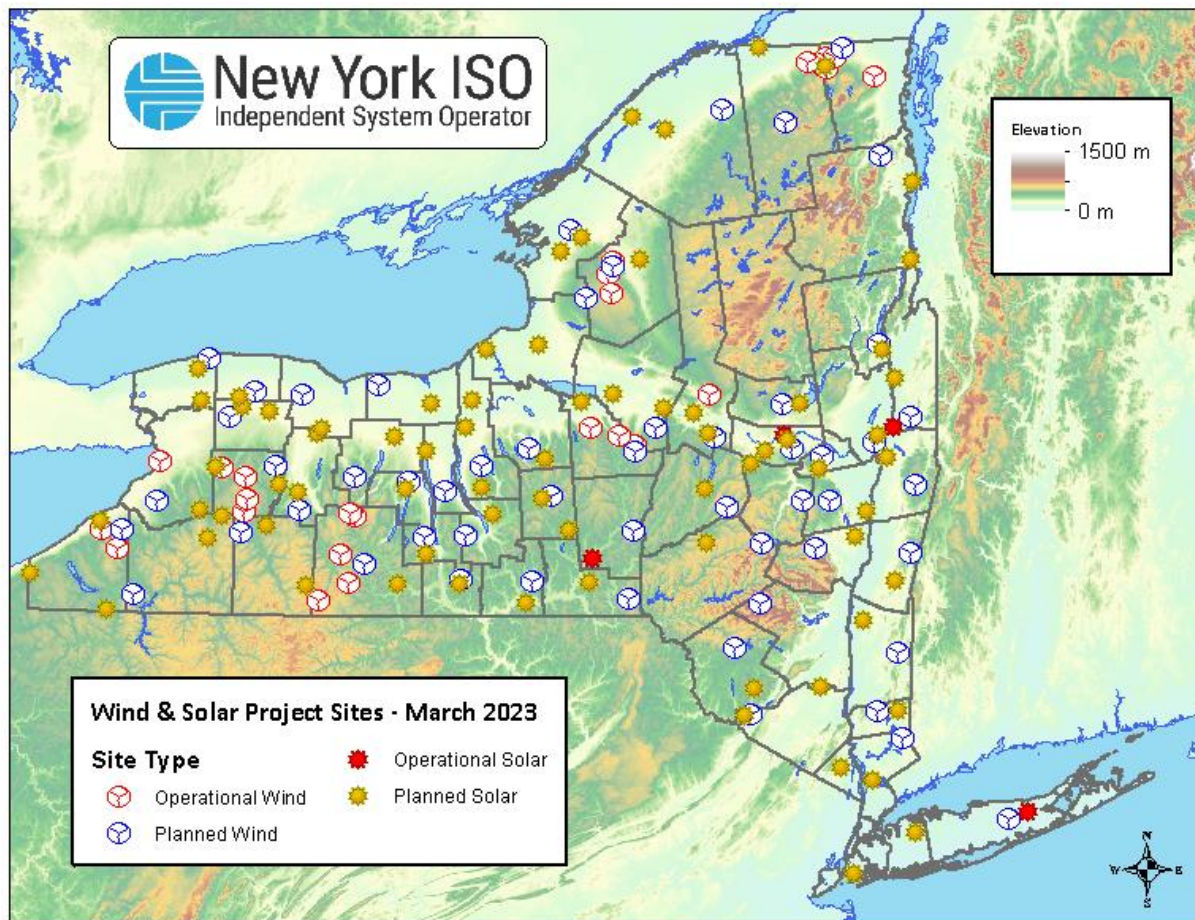 New York ISO
Independent System Operator
Elevation
1500 m
0 m
Wind & Solar Project Sites - March 2023
Site Type
Operational Wind
Planned Wind
Operational Solar
Planned Solar
N
W E
S